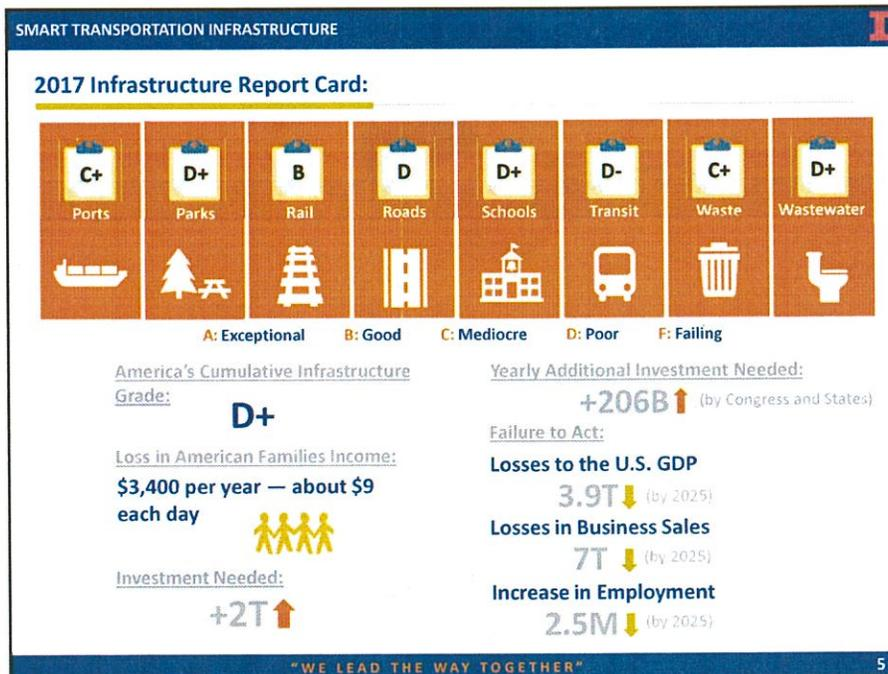 SMART TRANSPORTATION INFRASTRUCTURE
I
2017 Infrastructure Report Card:
C+ D+ B D D+ D- C+ D+
Ports Parks Rail Roads Schools Transit Waste Wastewater
A: Exceptional B: Good C: Mediocre D: Poor F: Failing
America's Cumulative Infrastructure
Grade:
D+
Loss in American Families Income:
$3,400 per year — about $9
each day
Investment Needed:
+2T
Yearly Additional Investment Needed:
+206B (by Congress and States)
Failure to Act:
Losses to the U.S. GDP
3.9T (by 2025)
Losses in Business Sales
7T (by 2025)
Increase in Employment
2.5M (by 2025)
"WE LEAD THE WAY TOGETHER"
5